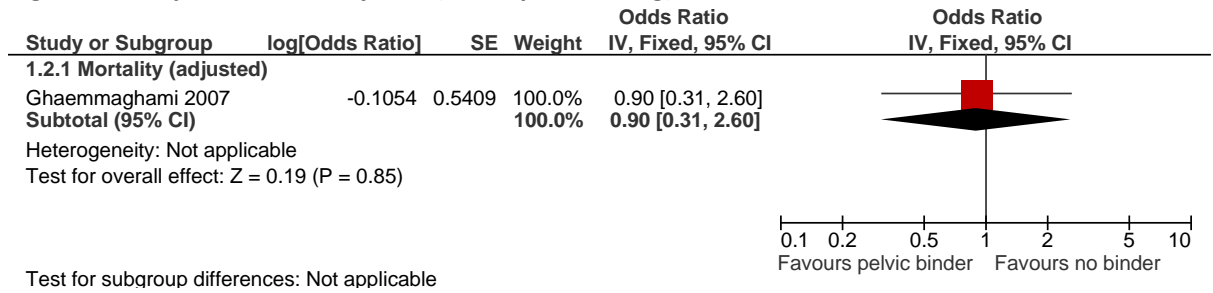 Odds Ratio Odds Ratio
Study or Subgroup log[Odds Ratio] SE Weight IV, Fixed, 95% CI IV, Fixed, 95% CI
1.2.1 Mortality (adjusted)
Ghaemmaghami 2007 -0.1054 0.5409 100.0% 0.90 [0.31, 2.60]
Subtotal (95% CI) 100.0% 0.90 [0.31, 2.60]
Heterogeneity: Not applicable
Test for overall effect: Z = 0.19 (P = 0.85)
0.1 0.2 0.5 1 2 5 10
Favours pelvic binder Favours no binder
Test for subgroup differences: Not applicable